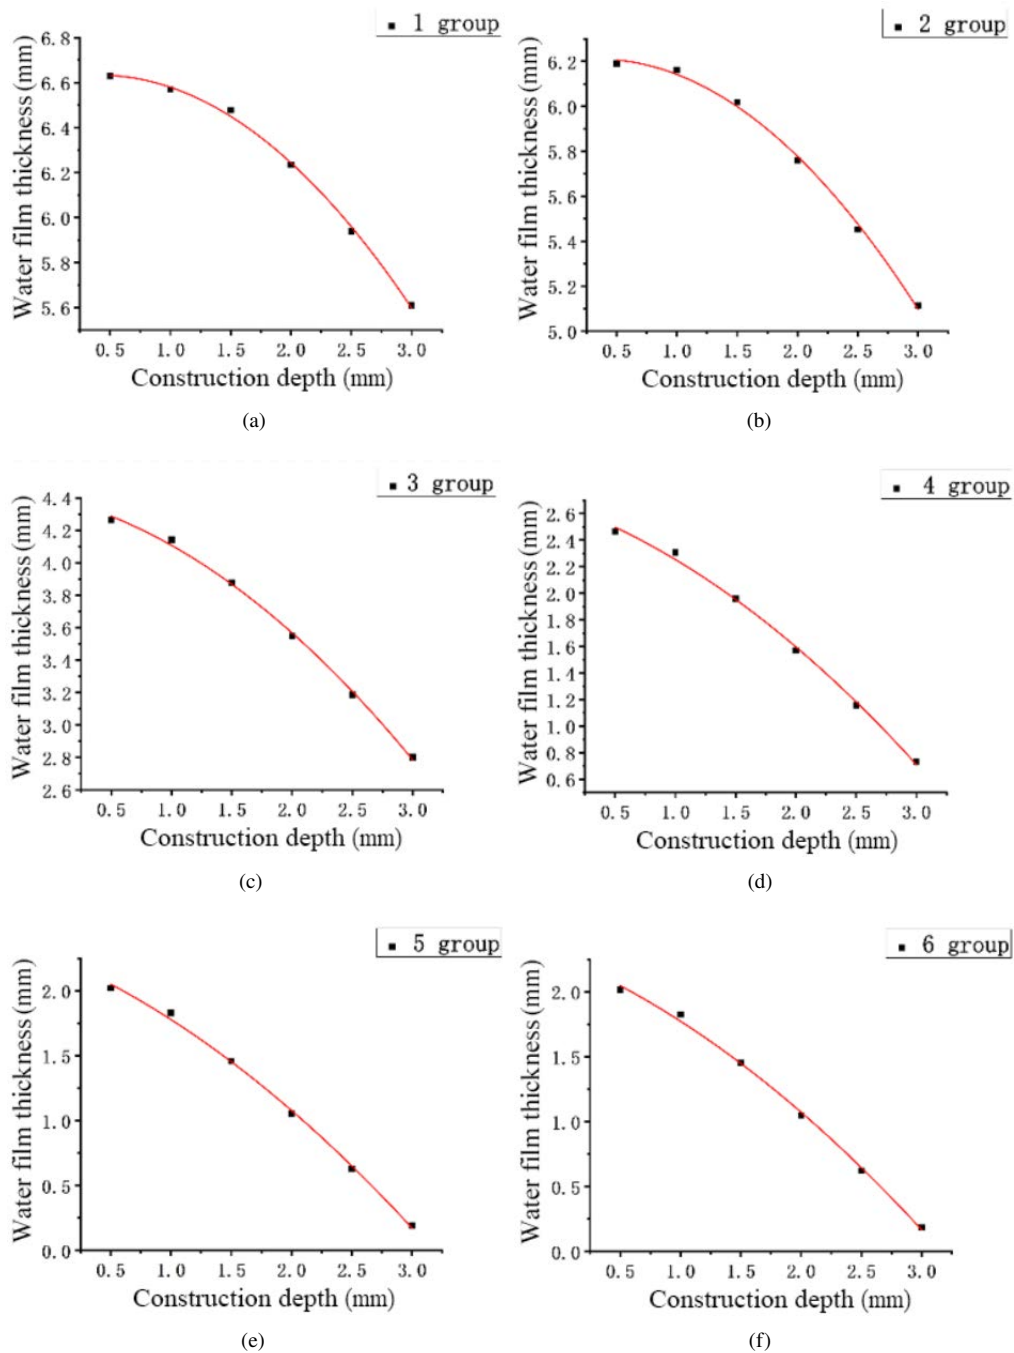 1 group
Water film thickness (mm)
6.8
6.6
6.4
6.2
6.0
5.8
5.6
0.5 1.0 1.5 2.0 2.5 3.0
Construction depth (mm)
(a)
2 group
Water film thickness (mm)
6.2
6.0
5.8
5.6
5.4
5.2
5.0
0.5 1.0 1.5 2.0 2.5 3.0
Construction depth (mm)
(b)
3 group
Water film thickness (mm)
4.4
4.2
4.0
3.8
3.6
3.4
3.2
3.0
2.8
2.6
0.5 1.0 1.5 2.0 2.5 3.0
Construction depth (mm)
(c)
4 group
Water film thickness (mm)
2.6
2.4
2.2
2.0
1.8
1.6
1.4
1.2
1.0
0.8
0.6
0.5 1.0 1.5 2.0 2.5 3.0
Construction depth (mm)
(d)
5 group
Water film thickness (mm)
2.0
1.5
1.0
0.5
0.0
0.5 1.0 1.5 2.0 2.5 3.0
Construction depth (mm)
(e)
6 group
Water film thickness (mm)
2.0
1.5
1.0
0.5
0.0
0.5 1.0 1.5 2.0 2.5 3.0
Construction depth (mm)
(f)